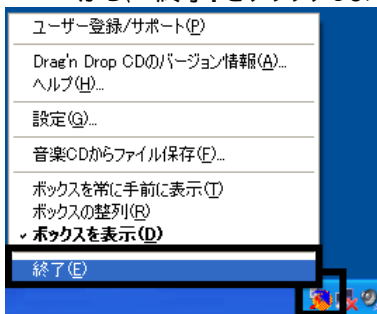 ユーザー登録/サポート(P)
Drag'n Drop CDのバージョン情報(A)...
ヘルプ(H)...
設定(G)...
音楽CDからファイル保存(F)...
ボックスを常に手前に表示(T)
ボックスの整列(R)
ボックスを表示(D)
終了(E)